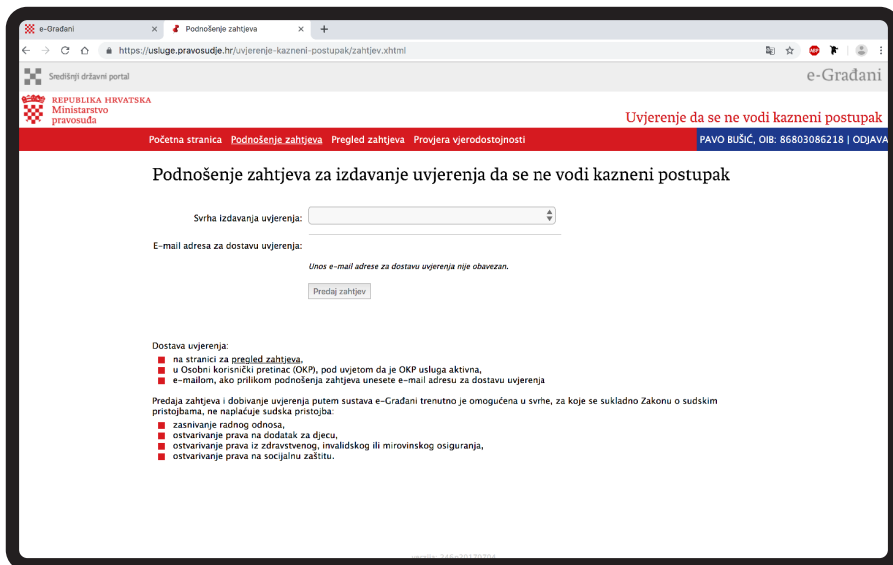 e-Građani
Podnošenje zahtjeva
https://usluge.pravosudje.hr/uvjerenje-kazneni-postupak/zahtjev.xhtml
ABP
Središnji državni portal
e-Građani
REPUBLIKA HRVATSKA
Ministarstvo
pravosuđa
Uvjerenje da se ne vodi kazneni postupak
Početna stranica Podnošenje zahtjeva Pregled zahtjeva Provjera vjerodostojnosti
PAVO BUŠIĆ, OIB: 86803086218 | ODJAVA
Podnošenje zahtjeva za izdavanje uvjerenja da se ne vodi kazneni postupak
Svrha izdavanja uvjerenja:
E-mail adresa za dostavu uvjerenja:
Unos e-mail adrese za dostavu uvjerenja nije obavezan.
Predaj zahtjev
Dostava uvjerenja:
na stranici za pregled zahtjeva,
u Osobni korisnički pretinac (OKP), pod uvjetom da je OKP usluga aktivna,
e-mailom, ako prilikom podnošenja zahtjeva unesete e-mail adresu za dostavu uvjerenja
Predaja zahtjeva i dobivanje uvjerenja putem sustava e-Građani trenutno je omogućena u svrhe, za koje se sukladno Zakonu o sudskim
pristojbama, ne naplaćuje sudska pristojba:
zasnivanje radnog odnosa,
ostvarivanje prava na dodatak za djecu,
ostvarivanje prava iz zdravstvenog, invalidskog ili mirovinskog osiguranja,
ostvarivanje prava na socijalnu zaštitu.